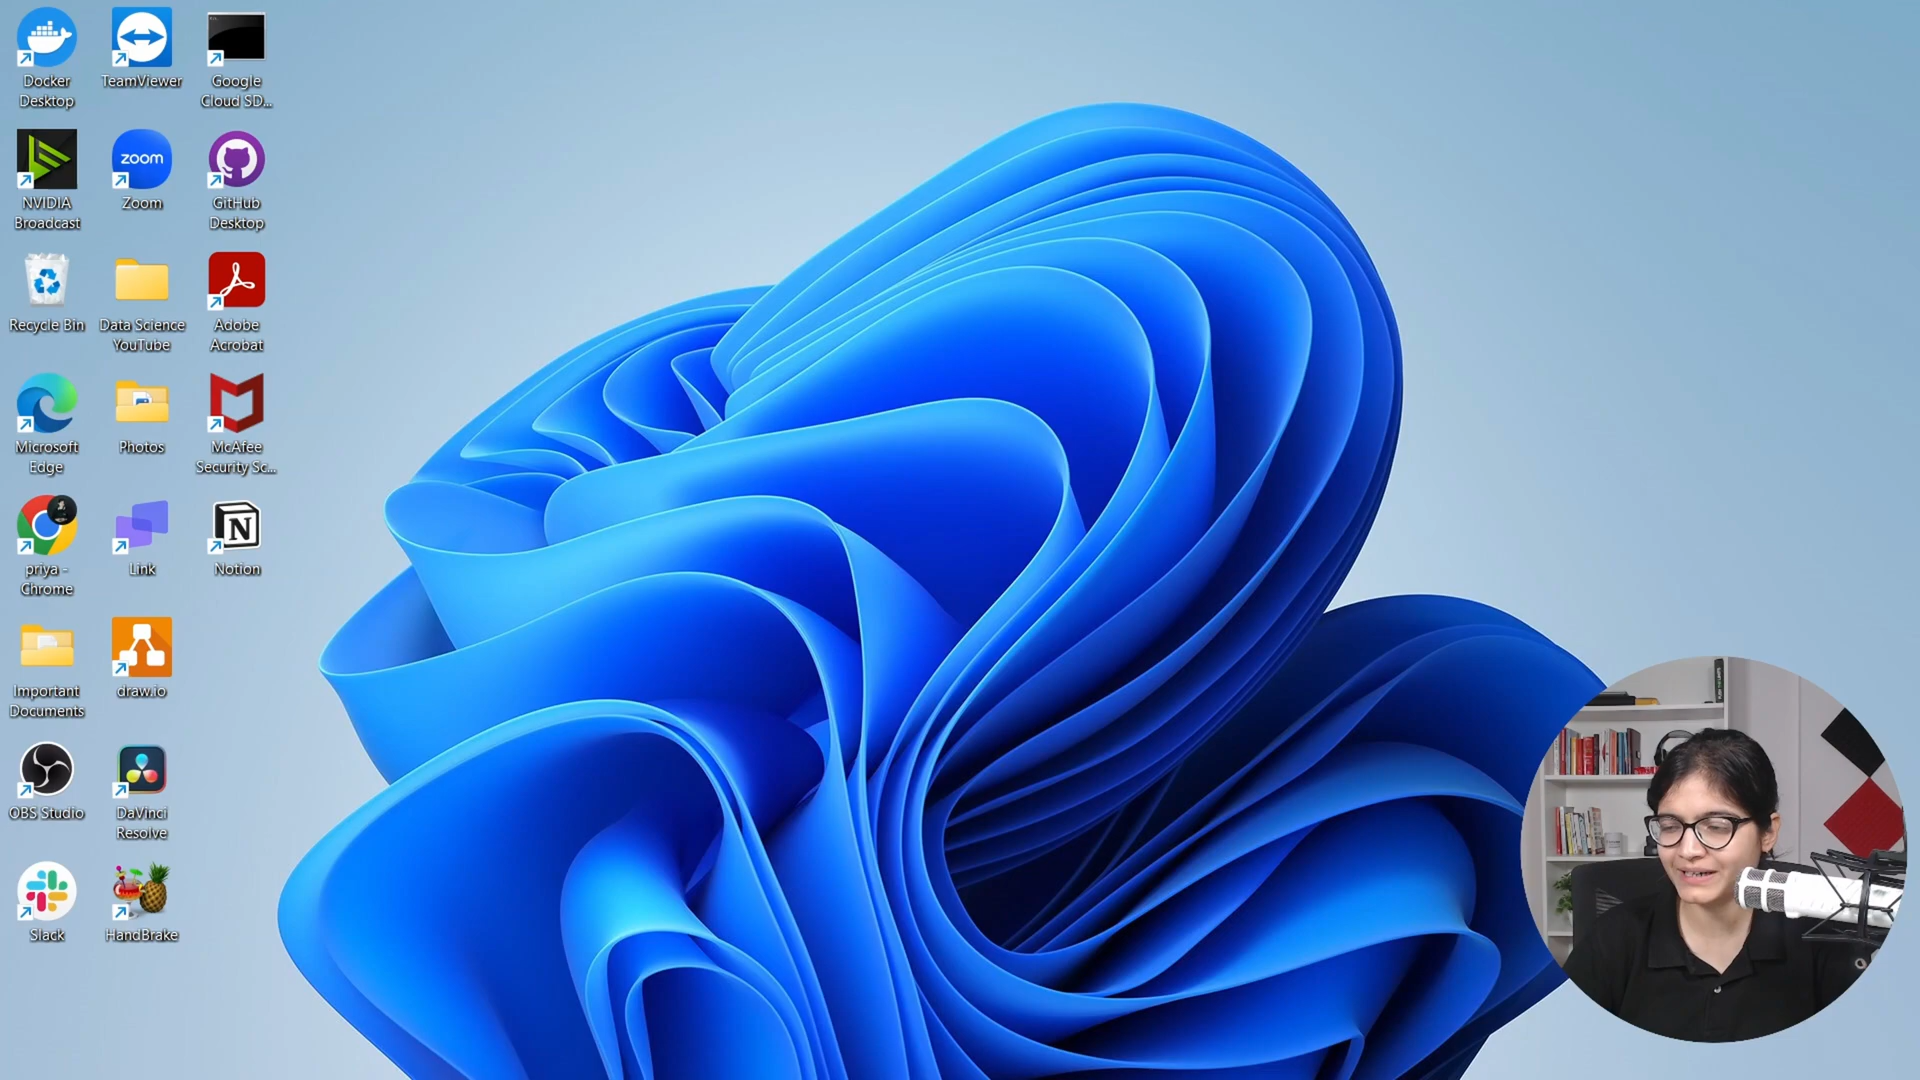 Docker
Desktop
TeamViewer
Google
Cloud SD...
NVIDIA
Broadcast
zoom
Zoom
GitHub
Desktop
Recycle Bin
Data Science
YouTube
Adobe
Acrobat
Microsoft
Edge
Photos
McAfee
Security Sc...
priya -
Chrome
Link
N
Notion
Important
Documents
draw.io
OBS Studio
DaVinci
Resolve
Slack
HandBrake